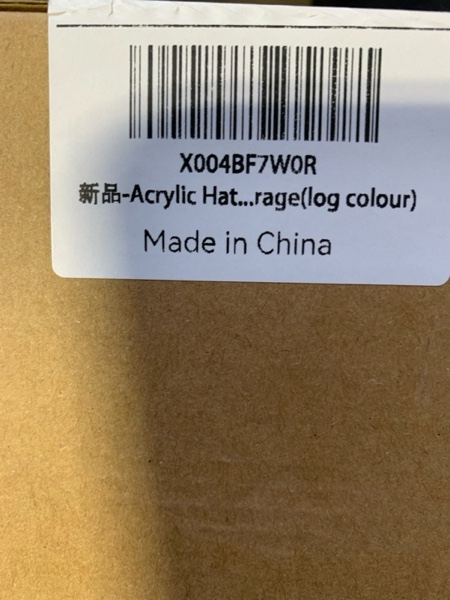 X004BF7W0R
新品-Acrylic Hat...rage(log colour)
Made in China